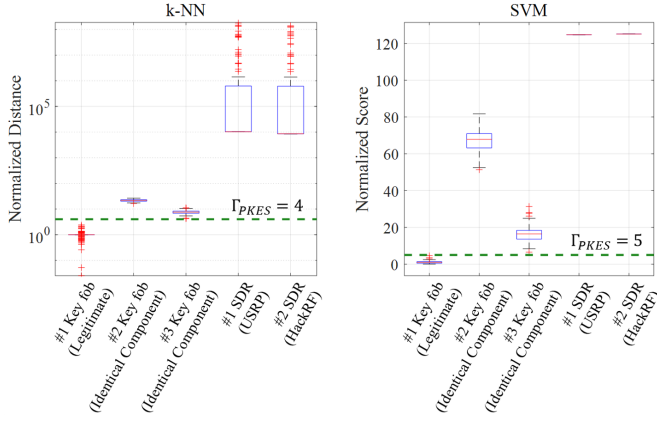 k-NN
Normalized Distance
10^5
10^0
Γ_PKES = 4
#1 Key fob
(Legitimate)
#2 Key fob
(Identical Component)
#3 Key fob
(Identical Component)
#1 SDR
(USRP)
#2 SDR
(HackRF)
SVM
Normalized Score
120
100
80
60
40
20
0
Γ_PKES = 5
#1 Key fob
(Legitimate)
#2 Key fob
(Identical Component)
#3 Key fob
(Identical Component)
#1 SDR
(USRP)
#2 SDR
(HackRF)